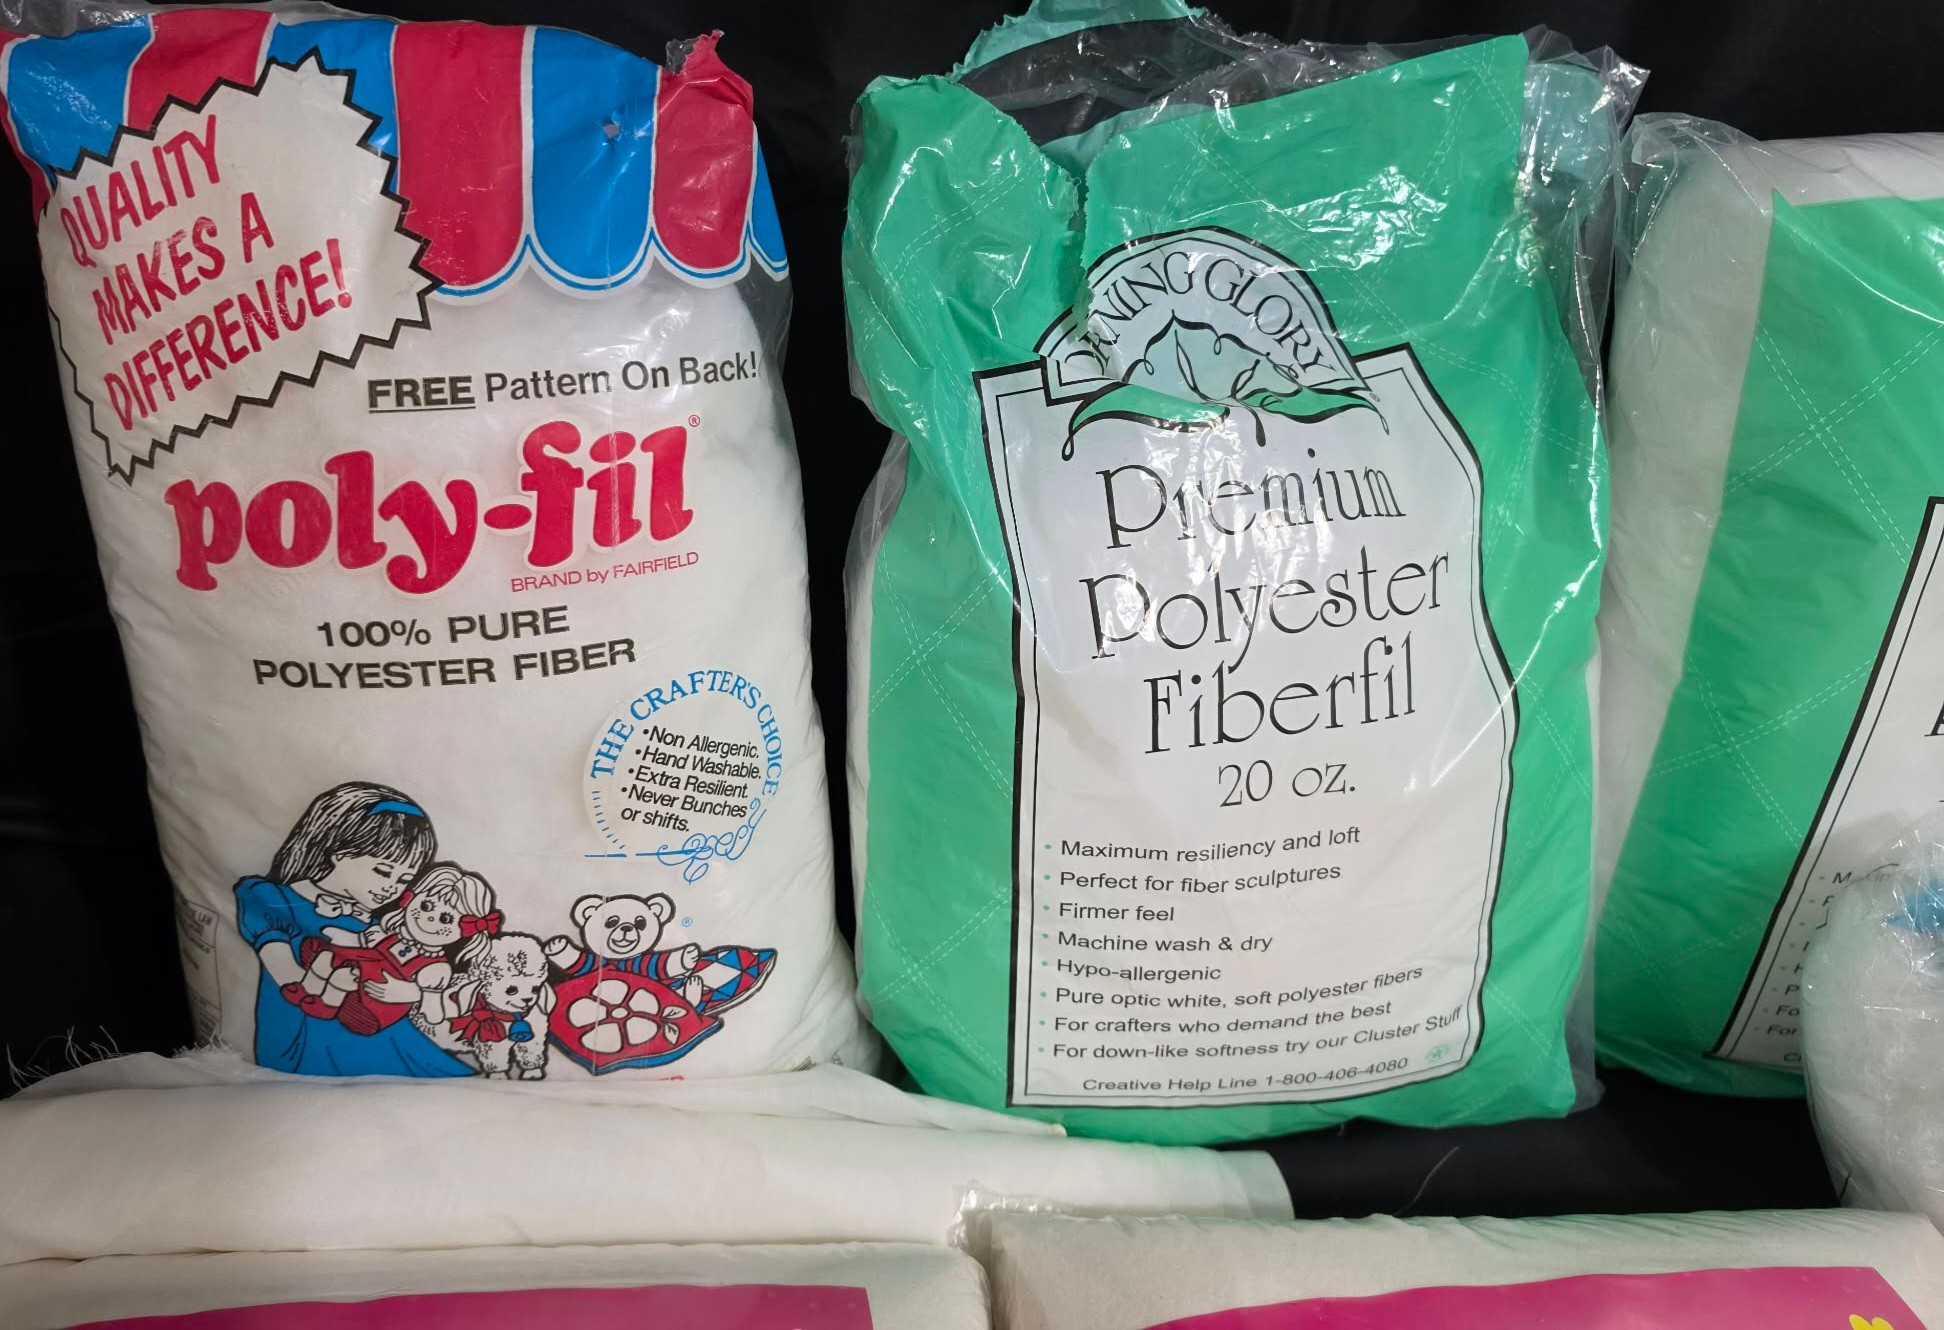 QUALITY
MAKES A
DIFFERENCE!
FREE Pattern On Back!
poly-fil®
BRAND by FAIRFIELD
100% PURE
POLYESTER FIBER
THE CRAFTER'S CHOICE
•Non Allergenic.
•Hand Washable.
•Extra Resilient.
•Never Bunches
or shifts.
®
ORNING GLORY
®
Premium
Polyester
Fiberfil
20 oz.
• Maximum resiliency and loft
• Perfect for fiber sculptures
• Firmer feel
• Machine wash & dry
• Hypo-allergenic
• Pure optic white, soft polyester fibers
• For crafters who demand the best
• For down-like softness try our Cluster Stuff
Creative Help Line 1-800-406-4080